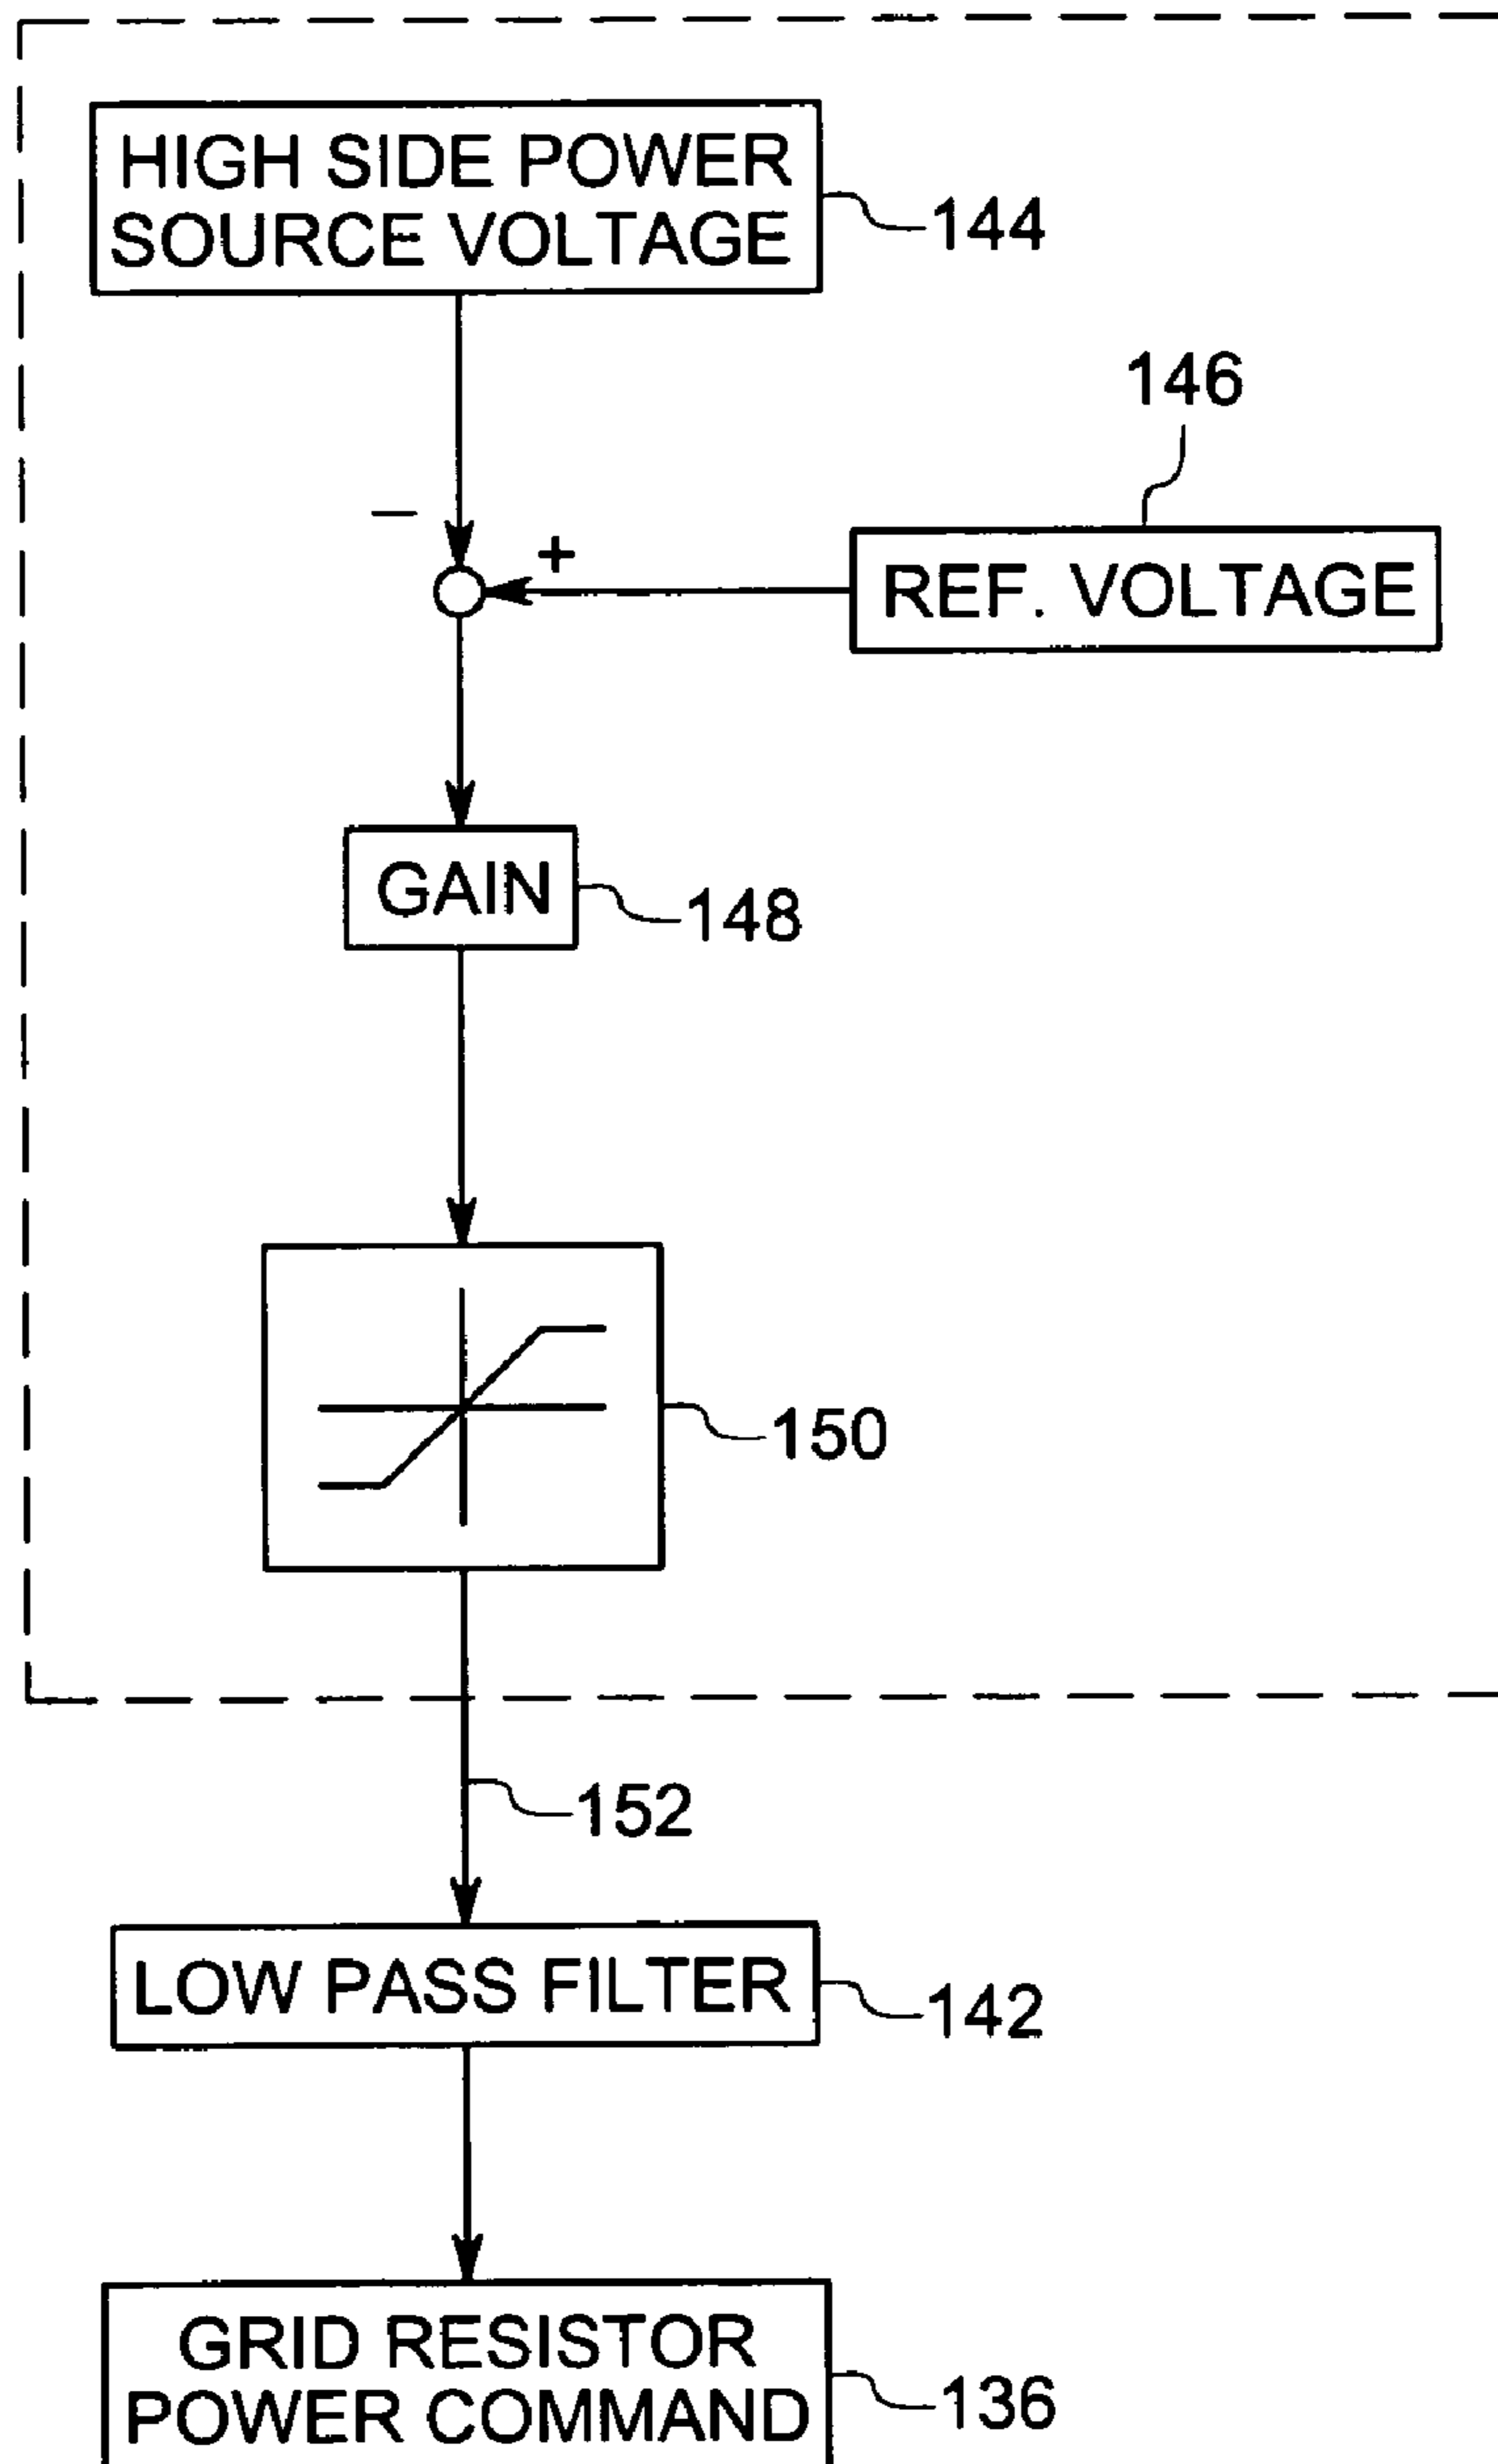 HIGH SIDE POWER
SOURCE VOLTAGE
144
146
−
+
REF. VOLTAGE
GAIN
148
150
152
LOW PASS FILTER
142
GRID RESISTOR
POWER COMMAND
136